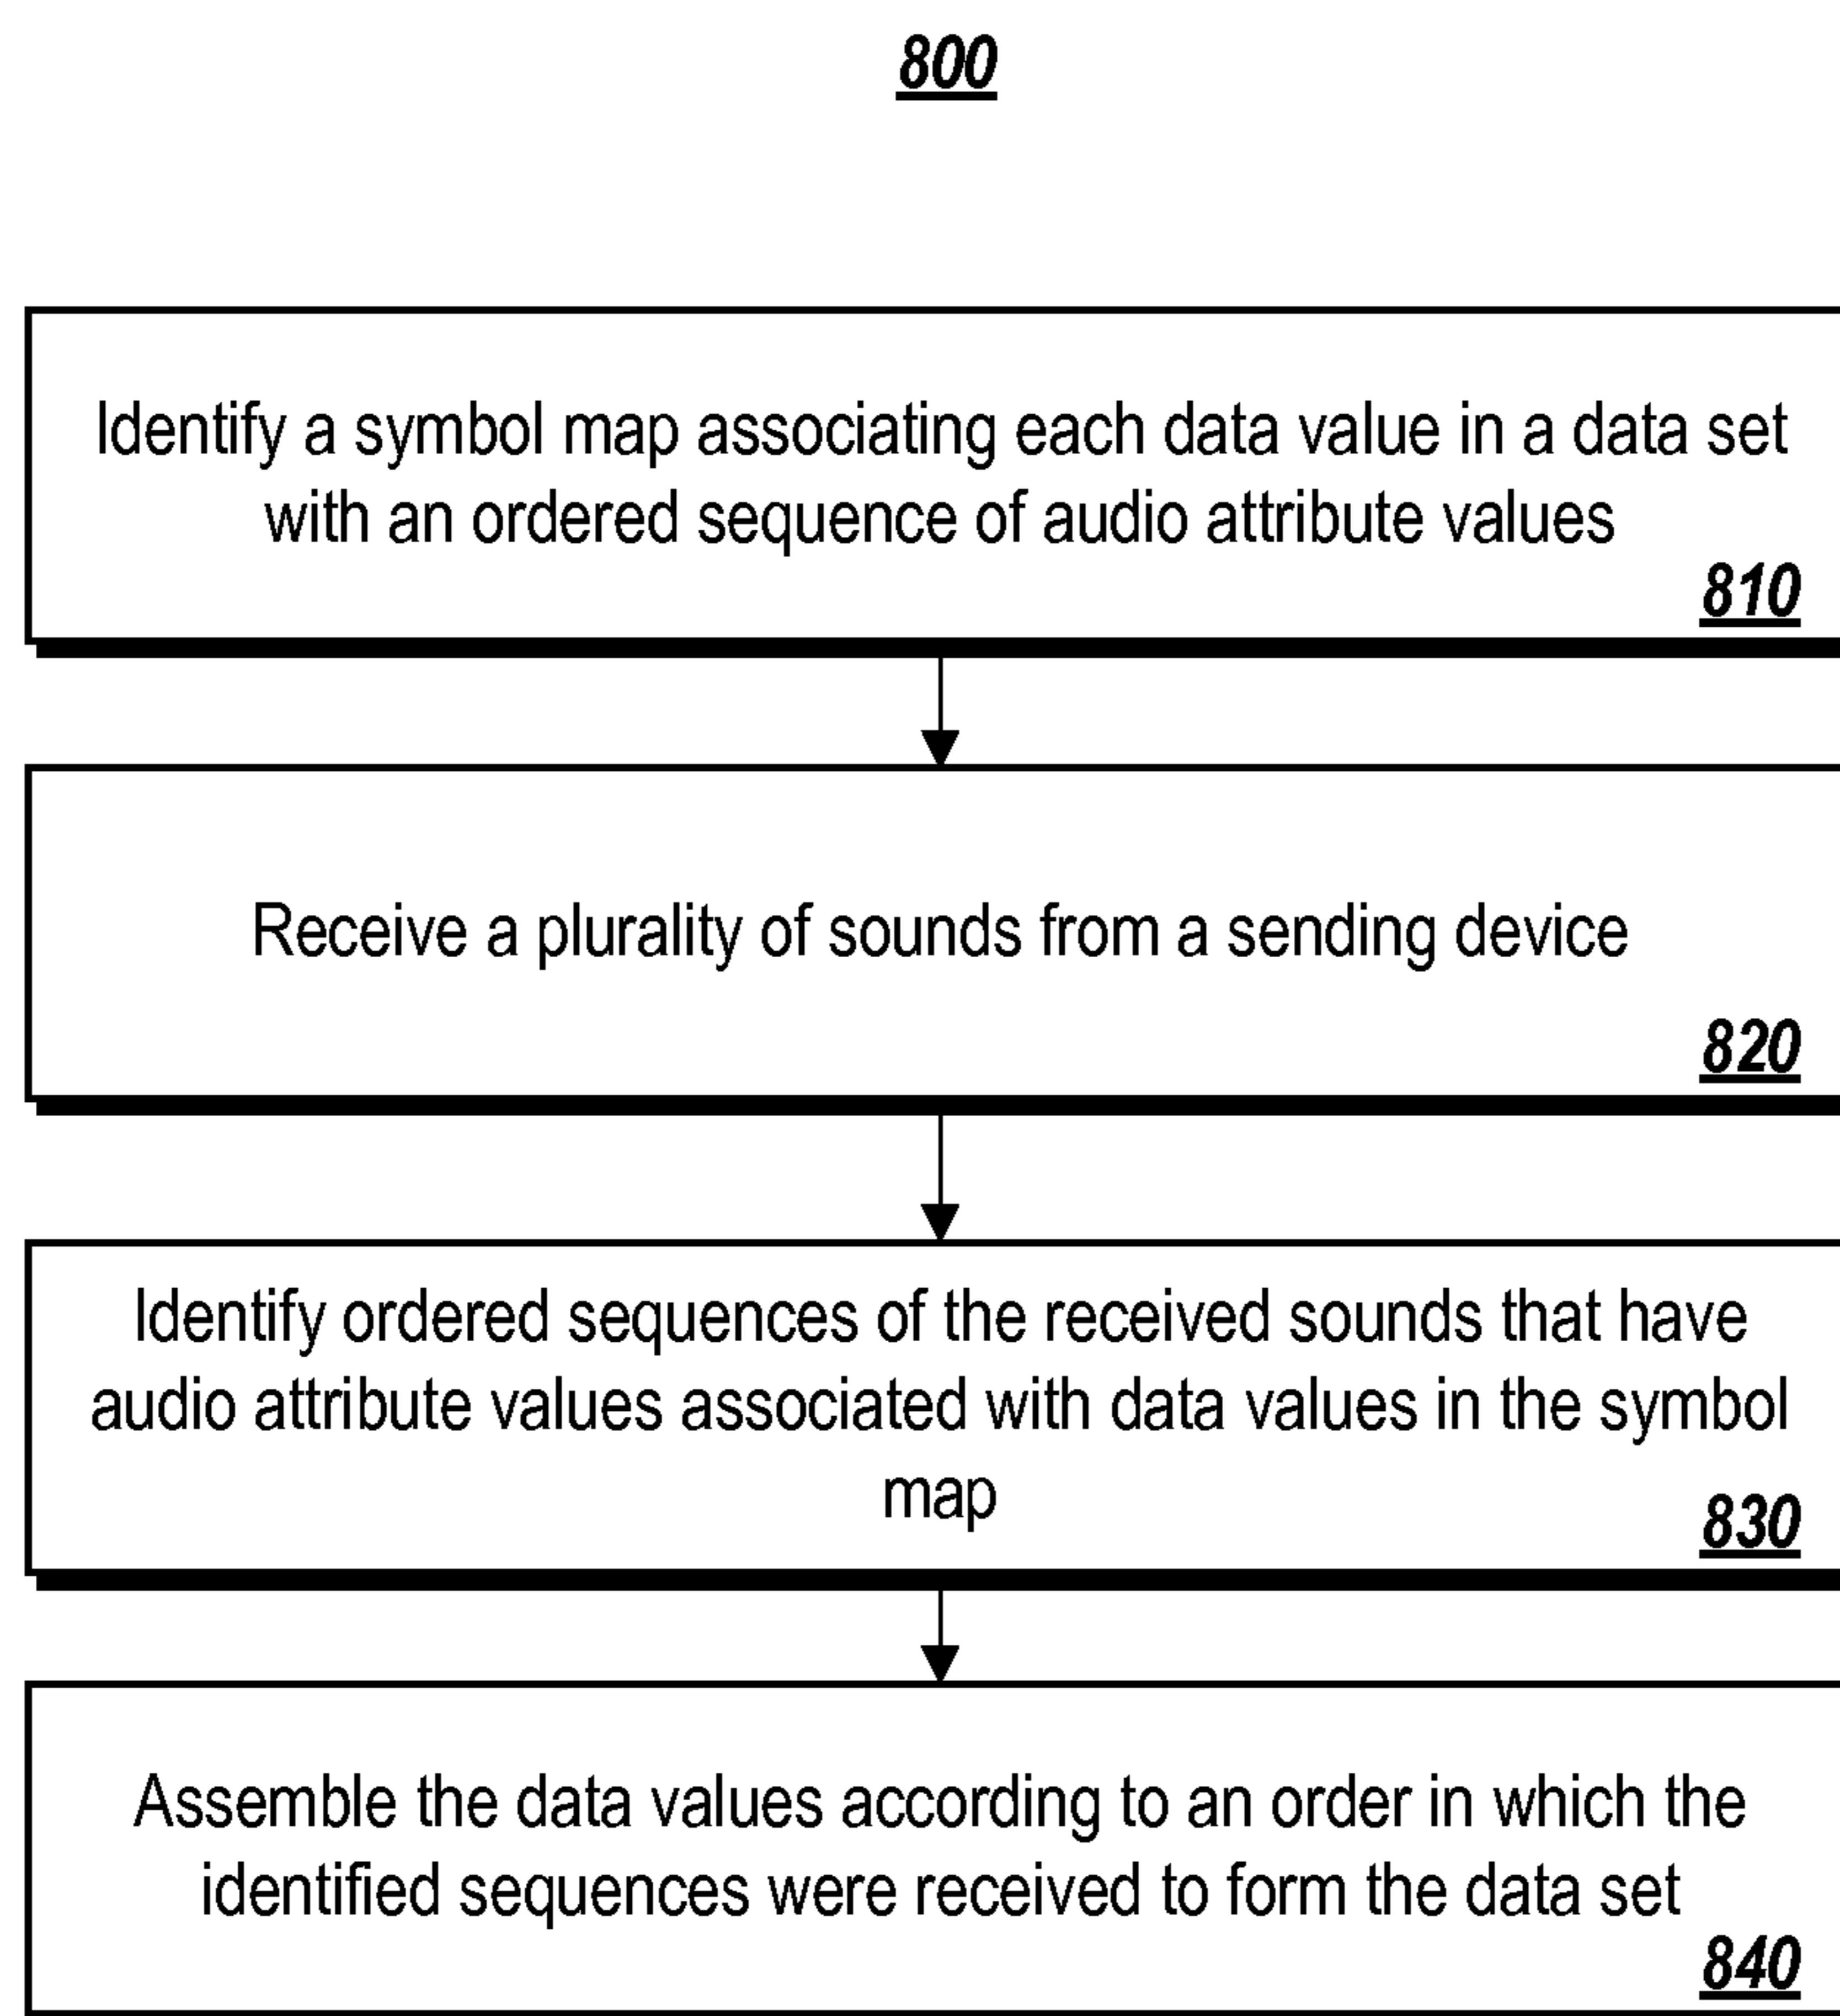 800
Identify a symbol map associating each data value in a data set
with an ordered sequence of audio attribute values
810
Receive a plurality of sounds from a sending device
820
Identify ordered sequences of the received sounds that have
audio attribute values associated with data values in the symbol
map
830
Assemble the data values according to an order in which the
identified sequences were received to form the data set
840